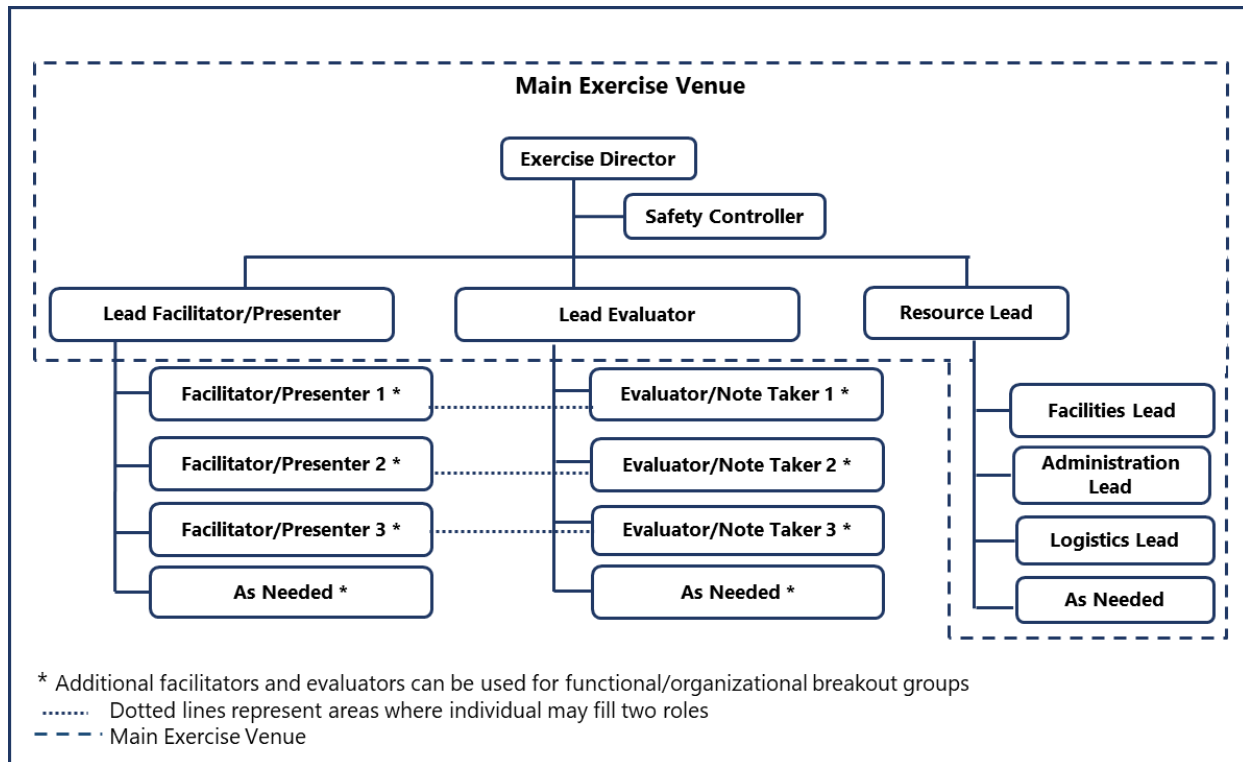 Main Exercise Venue
Exercise Director
Safety Controller
Lead Facilitator/Presenter
Lead Evaluator
Resource Lead
Facilitator/Presenter 1 *
Evaluator/Note Taker 1 *
Facilities Lead
Facilitator/Presenter 2 *
Evaluator/Note Taker 2 *
Administration
Lead
Facilitator/Presenter 3 *
Evaluator/Note Taker 3 *
Logistics Lead
As Needed *
As Needed *
As Needed
* Additional facilitators and evaluators can be used for functional/organizational breakout groups
Dotted lines represent areas where individual may fill two roles
Main Exercise Venue